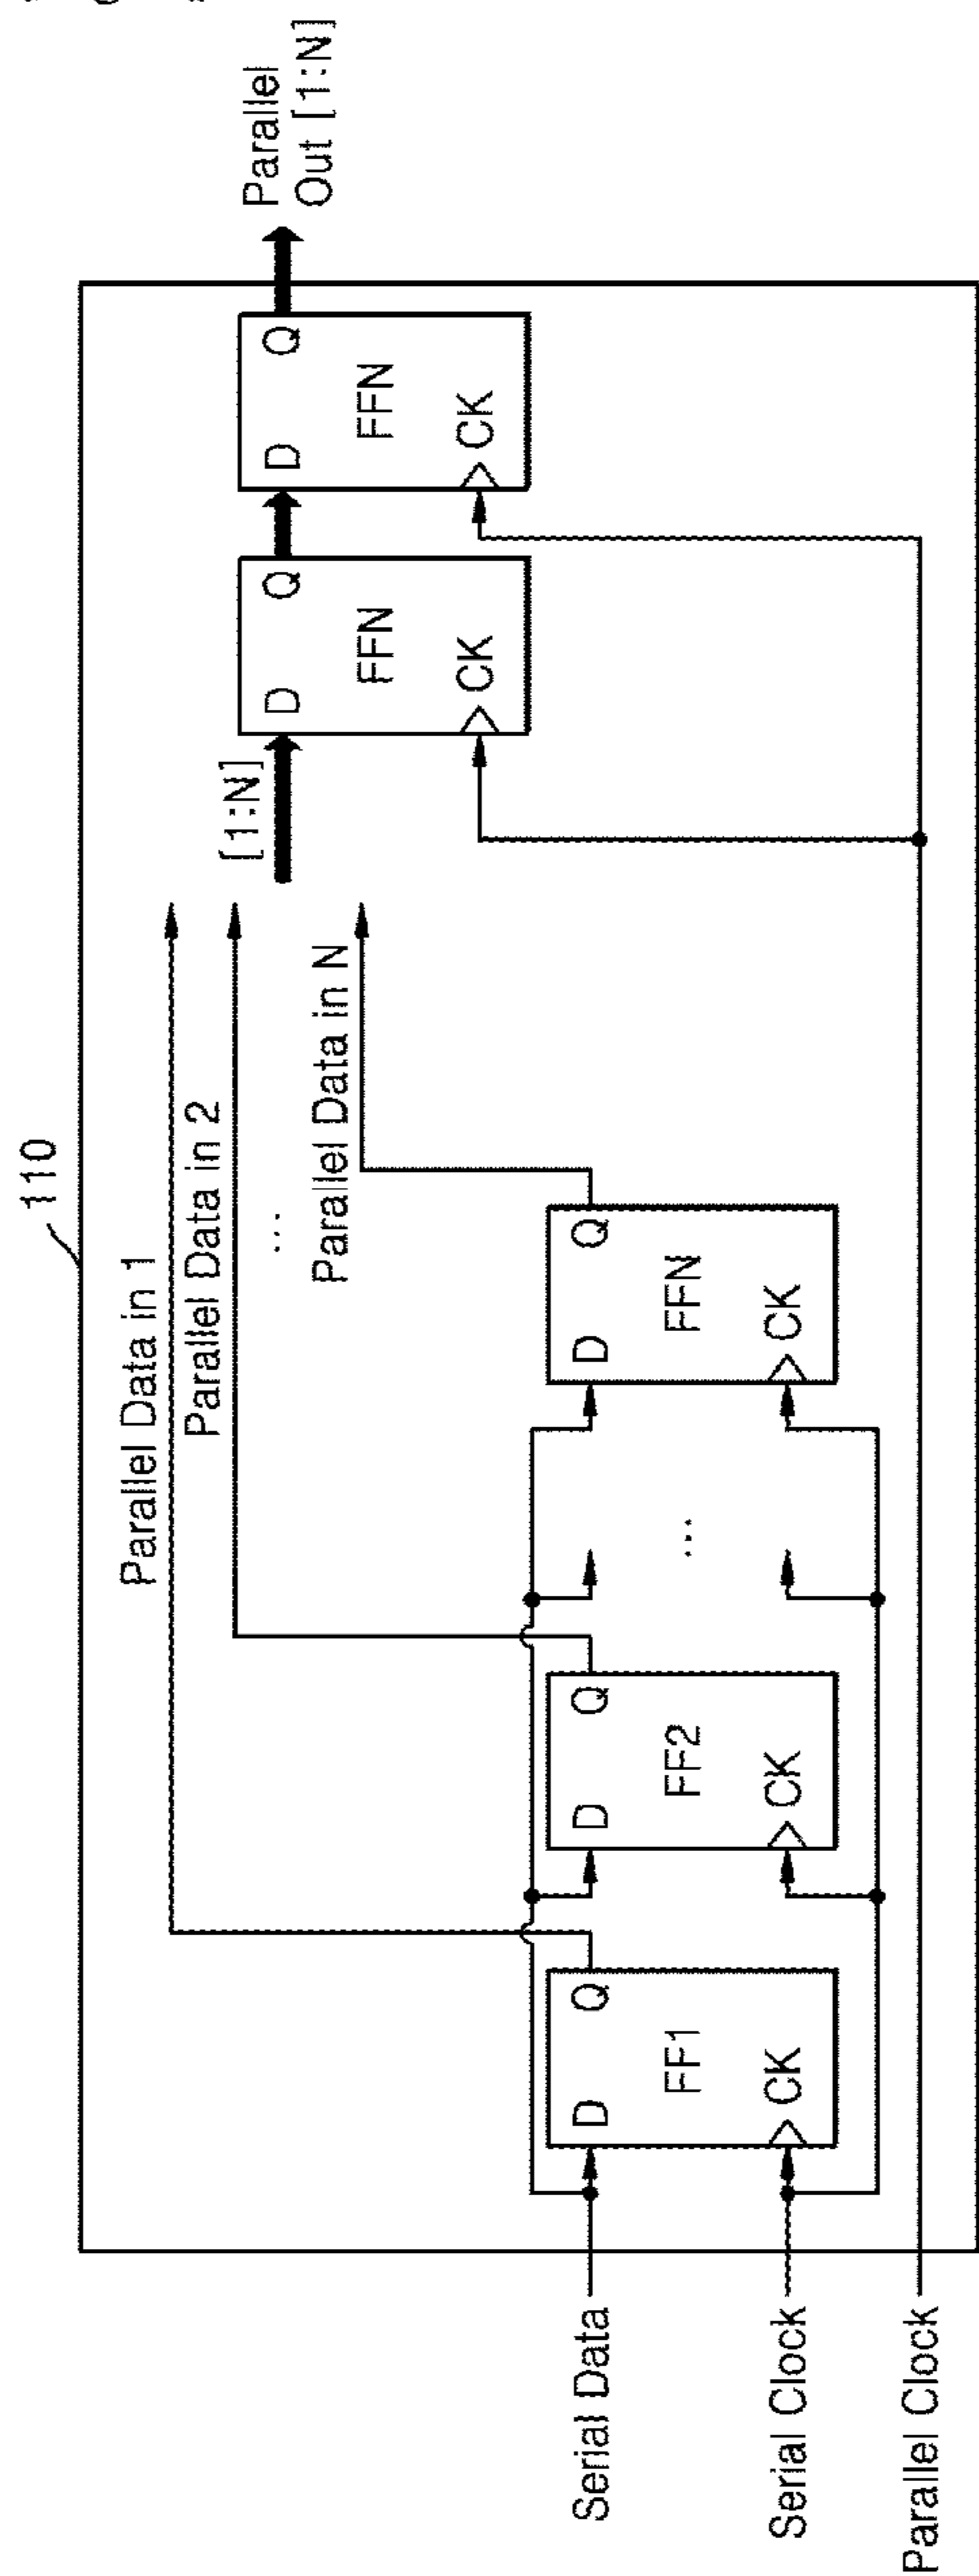 110
Parallel Data in 1
Parallel Data in 2
...
Parallel Data in N
[1:N]
D Q
FFN
CK
D Q
FFN
CK
Parallel
Out [1:N]
Serial Data
Serial Clock
Parallel Clock
D Q
FF1
CK
D Q
FF2
CK
...
D Q
FFN
CK